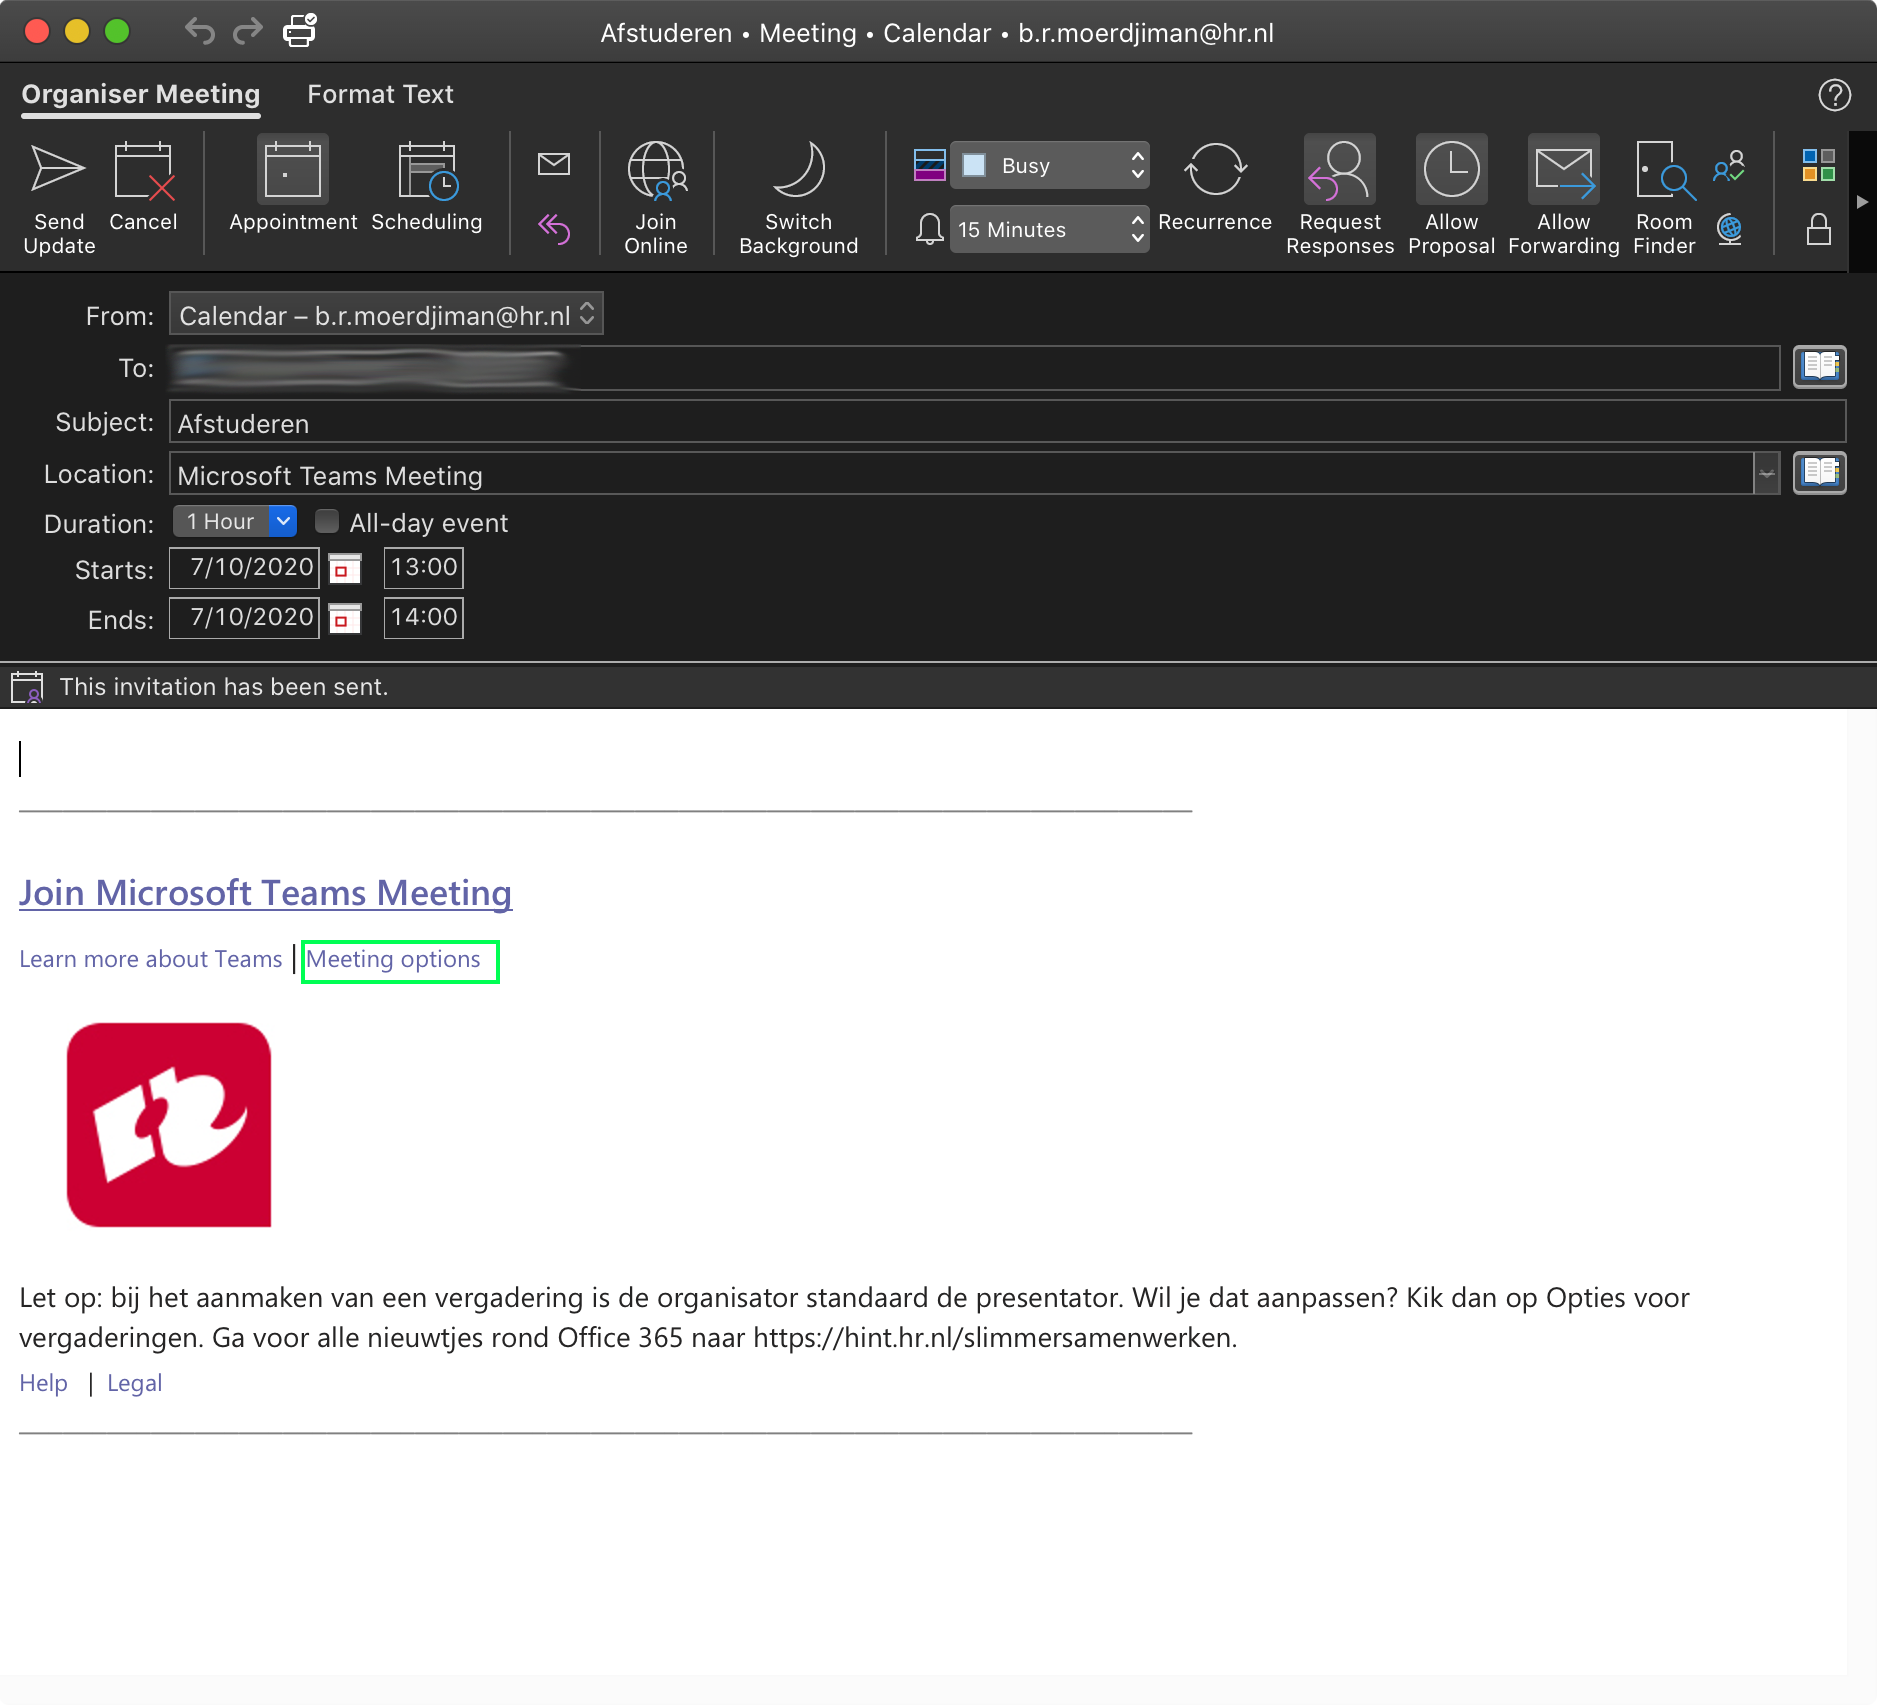 Afstuderen • Meeting • Calendar • b.r.moerdjiman@hr.nl
Organiser Meeting Format Text
Send Update
Cancel
Appointment
Scheduling
Join Online
Switch Background
Busy
15 Minutes
Recurrence
Request Responses
Allow Proposal
Allow Forwarding
Room Finder
From: Calendar – b.r.moerdjiman@hr.nl
To:
Subject: Afstuderen
Location: Microsoft Teams Meeting
Duration: 1 Hour All-day event
Starts: 7/10/2020 13:00
Ends: 7/10/2020 14:00
This invitation has been sent.
Join Microsoft Teams Meeting
Learn more about Teams | Meeting options
Let op: bij het aanmaken van een vergadering is de organisator standaard de presentator. Wil je dat aanpassen? Kik dan op Opties voor
vergaderingen. Ga voor alle nieuwtjes rond Office 365 naar https://hint.hr.nl/slimmersamenwerken.
Help | Legal